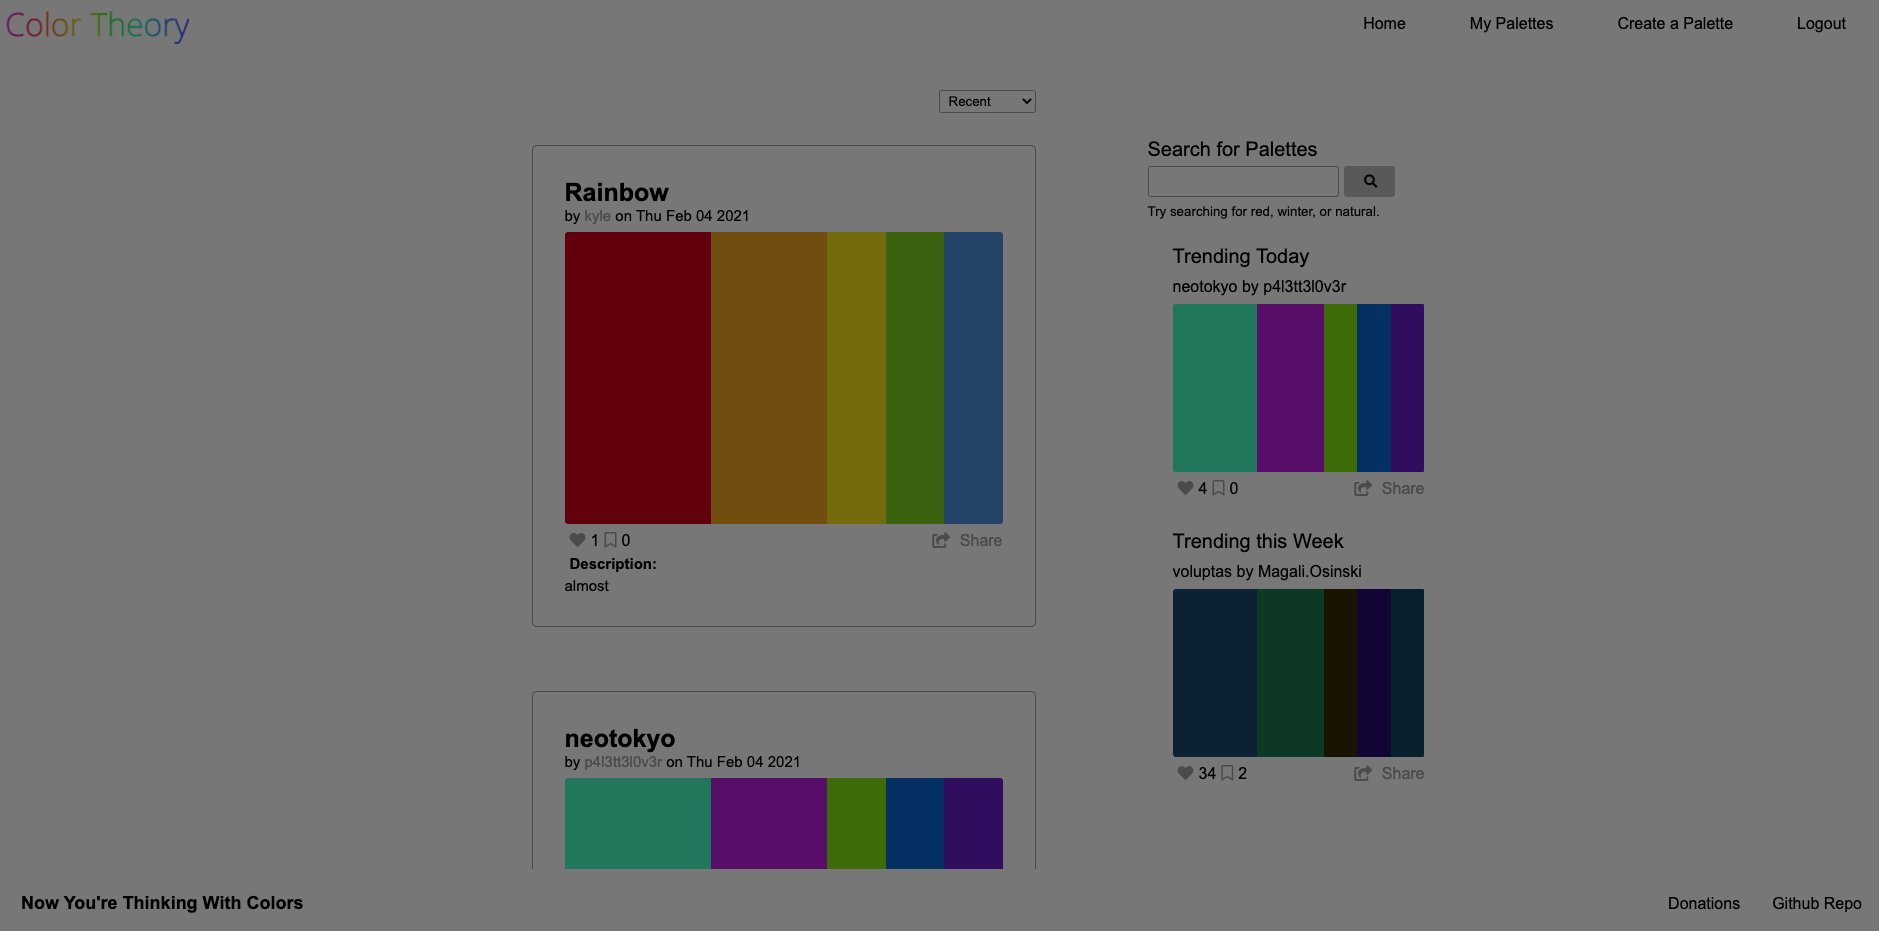 Color Theory
Home
My Palettes
Create a Palette
Logout
Recent
Rainbow
by kyle on Thu Feb 04 2021
1 0
Share
Description:
almost
neotokyo
by p4l3tt3l0v3r on Thu Feb 04 2021
Search for Palettes
Try searching for red, winter, or natural.
Trending Today
neotokyo by p4l3tt3l0v3r
4 0
Share
Trending this Week
voluptas by Magali.Osinski
34 2
Share
Now You're Thinking With Colors
Donations
Github Repo